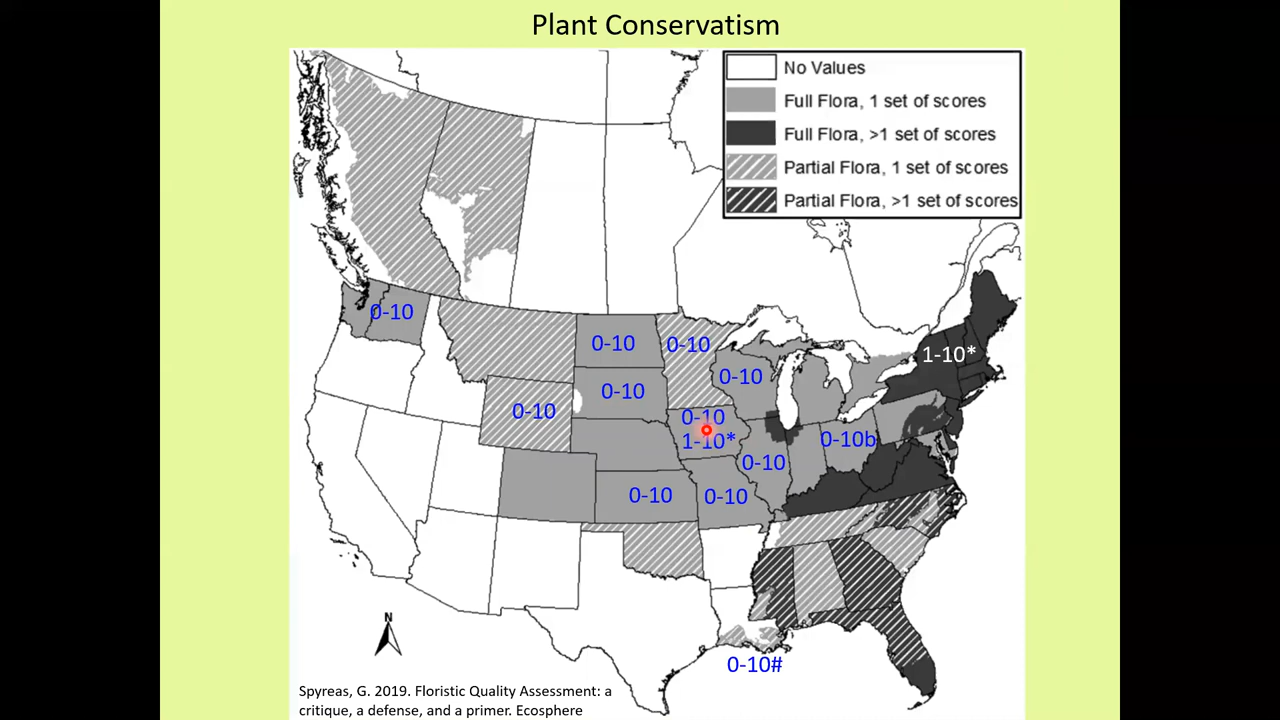 Plant Conservatism
No Values
Full Flora, 1 set of scores
Full Flora, >1 set of scores
Partial Flora, 1 set of scores
Partial Flora, >1 set of scores
0-10
0-10
0-10
1-10*
0-10
0-10
0-10
0-10
1-10*
0-10b
0-10
0-10
0-10
0-10#
N
Spyreas, G. 2019. Floristic Quality Assessment: a
critique, a defense, and a primer. Ecosphere